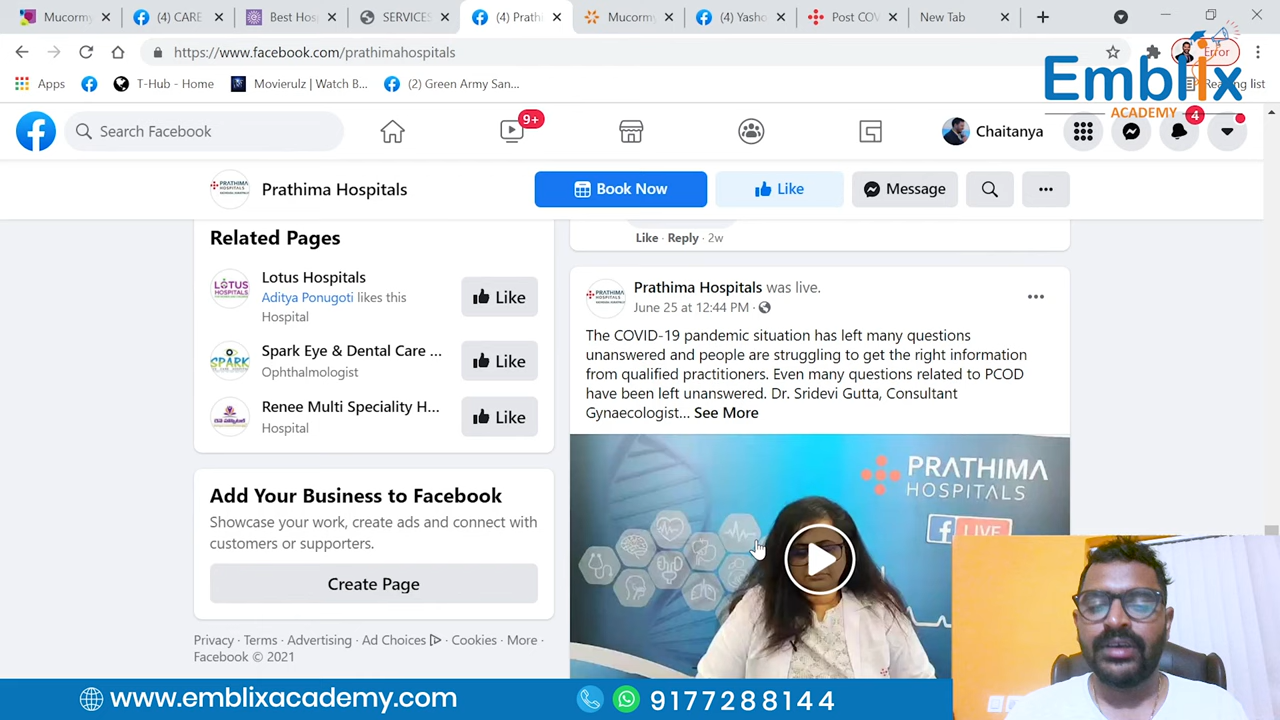 Mucorm
(4) CARE
Best Hos
SERVICES
(4) Prathi
Mucormy
(4) Yasho
Post COV
New Tab
https://www.facebook.com/prathimahospitals
Error
Apps
T-Hub - Home
Movierulz | Watch B...
(2) Green Army San...
Reading list
Emblix
ACADEMY
Search Facebook
9+
Chaitanya
4
Prathima Hospitals
Book Now
Like
Message
Related Pages
Lotus Hospitals
Aditya Ponugoti likes this
Hospital
Like
Spark Eye & Dental Care ...
Ophthalmologist
Like
Renee Multi Speciality H...
Hospital
Like
Add Your Business to Facebook
Showcase your work, create ads and connect with
customers or supporters.
Create Page
Privacy · Terms · Advertising · Ad Choices · Cookies · More ·
Facebook © 2021
Like · Reply · 2w
Prathima Hospitals was live.
June 25 at 12:44 PM ·
The COVID-19 pandemic situation has left many questions
unanswered and people are struggling to get the right information
from qualified practitioners. Even many questions related to PCOD
have been left unanswered. Dr. Sridevi Gutta, Consultant
Gynaecologist... See More
PRATHIMA
HOSPITALS
LIVE
www.emblixacademy.com
9177288144